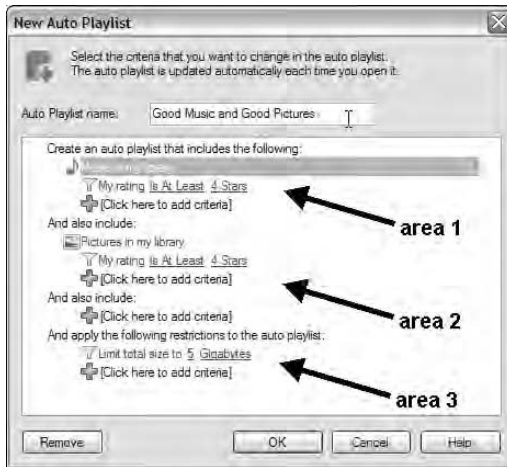 New Auto Playlist
Select the criteria that you want to change in the auto playlist.
The auto playlist is updated automatically each time you open it.
Auto Playlist name: Good Music and Good Pictures
Create an auto playlist that includes the following:
My rating Is At Least 4 Stars
[Click here to add criteria]
area 1
And also include:
Pictures in my library
My rating Is At Least 4 Stars
[Click here to add criteria]
area 2
And also include:
[Click here to add criteria]
And apply the following restrictions to the auto playlist:
Limit total size to 5 Gigabytes
[Click here to add criteria]
area 3
Remove OK Cancel Help